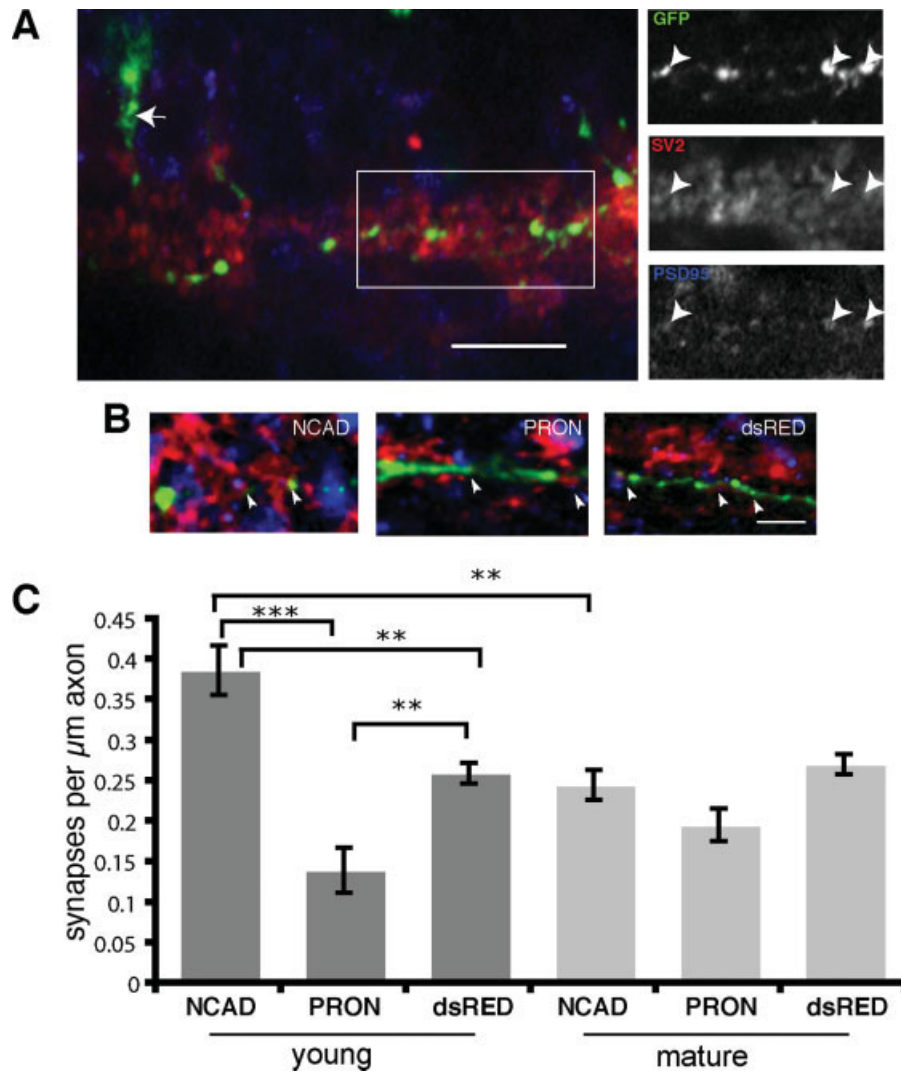 A
GFP
SV2
PSD95
B
NCAD
PRON
dsRED
C
synapses per µm axon
0.45
0.4
0.35
0.3
0.25
0.2
0.15
0.1
0.05
0
**
***
**
**
NCAD PRON dsRED NCAD PRON dsRED
young mature